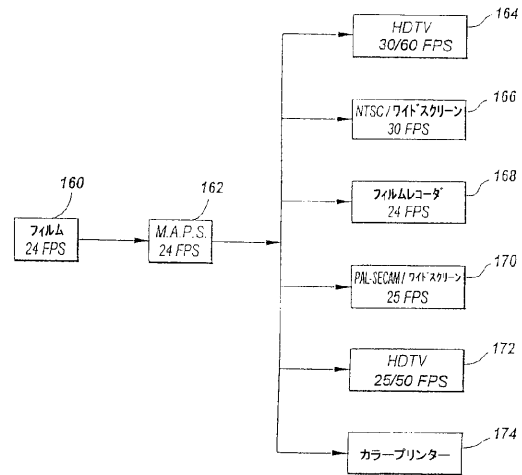 164
HDTV
30/60 FPS
166
NTSC/ワイドスクリーン
30 FPS
160
フィルム
24 FPS
162
M.A.P.S.
24 FPS
168
フィルムレコーダ
24 FPS
170
PAL-SECAM/ワイドスクリーン
25 FPS
172
HDTV
25/50 FPS
174
カラープリンター